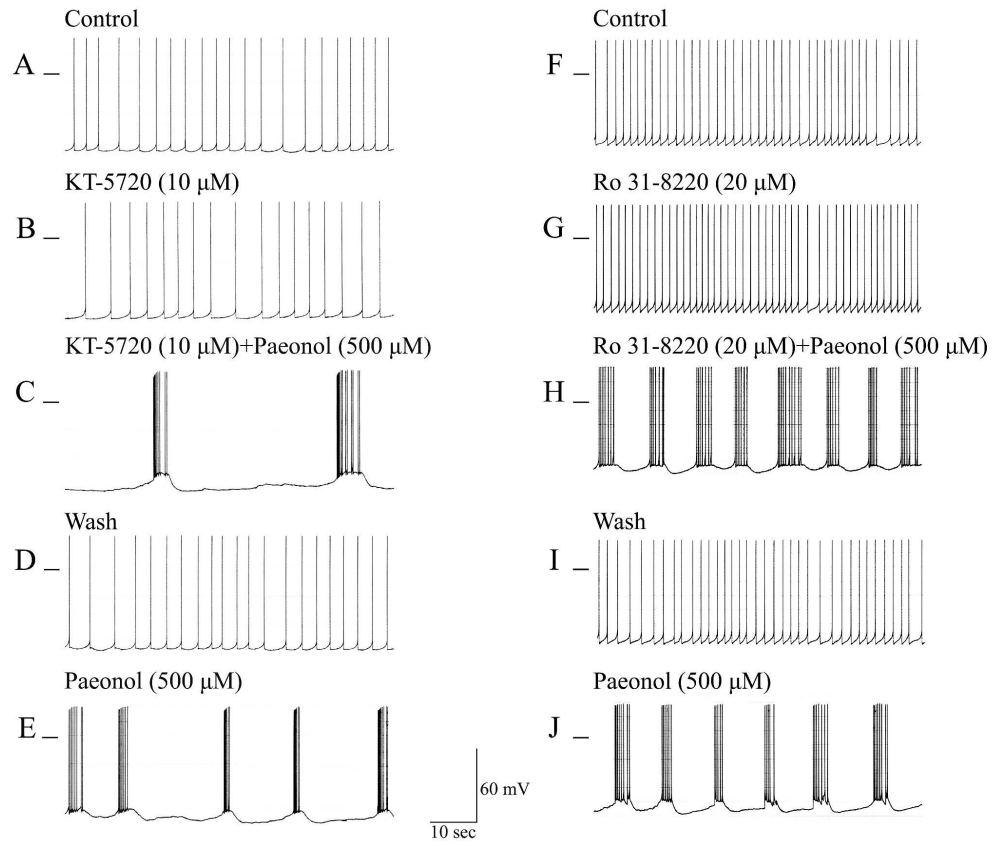 Control
A
KT-5720 (10 μM)
B
KT-5720 (10 μM)+Paeonol (500 μM)
C
Wash
D
Paeonol (500 μM)
E
60 mV
10 sec
Control
F
Ro 31-8220 (20 μM)
G
Ro 31-8220 (20 μM)+Paeonol (500 μM)
H
Wash
I
Paeonol (500 μM)
J